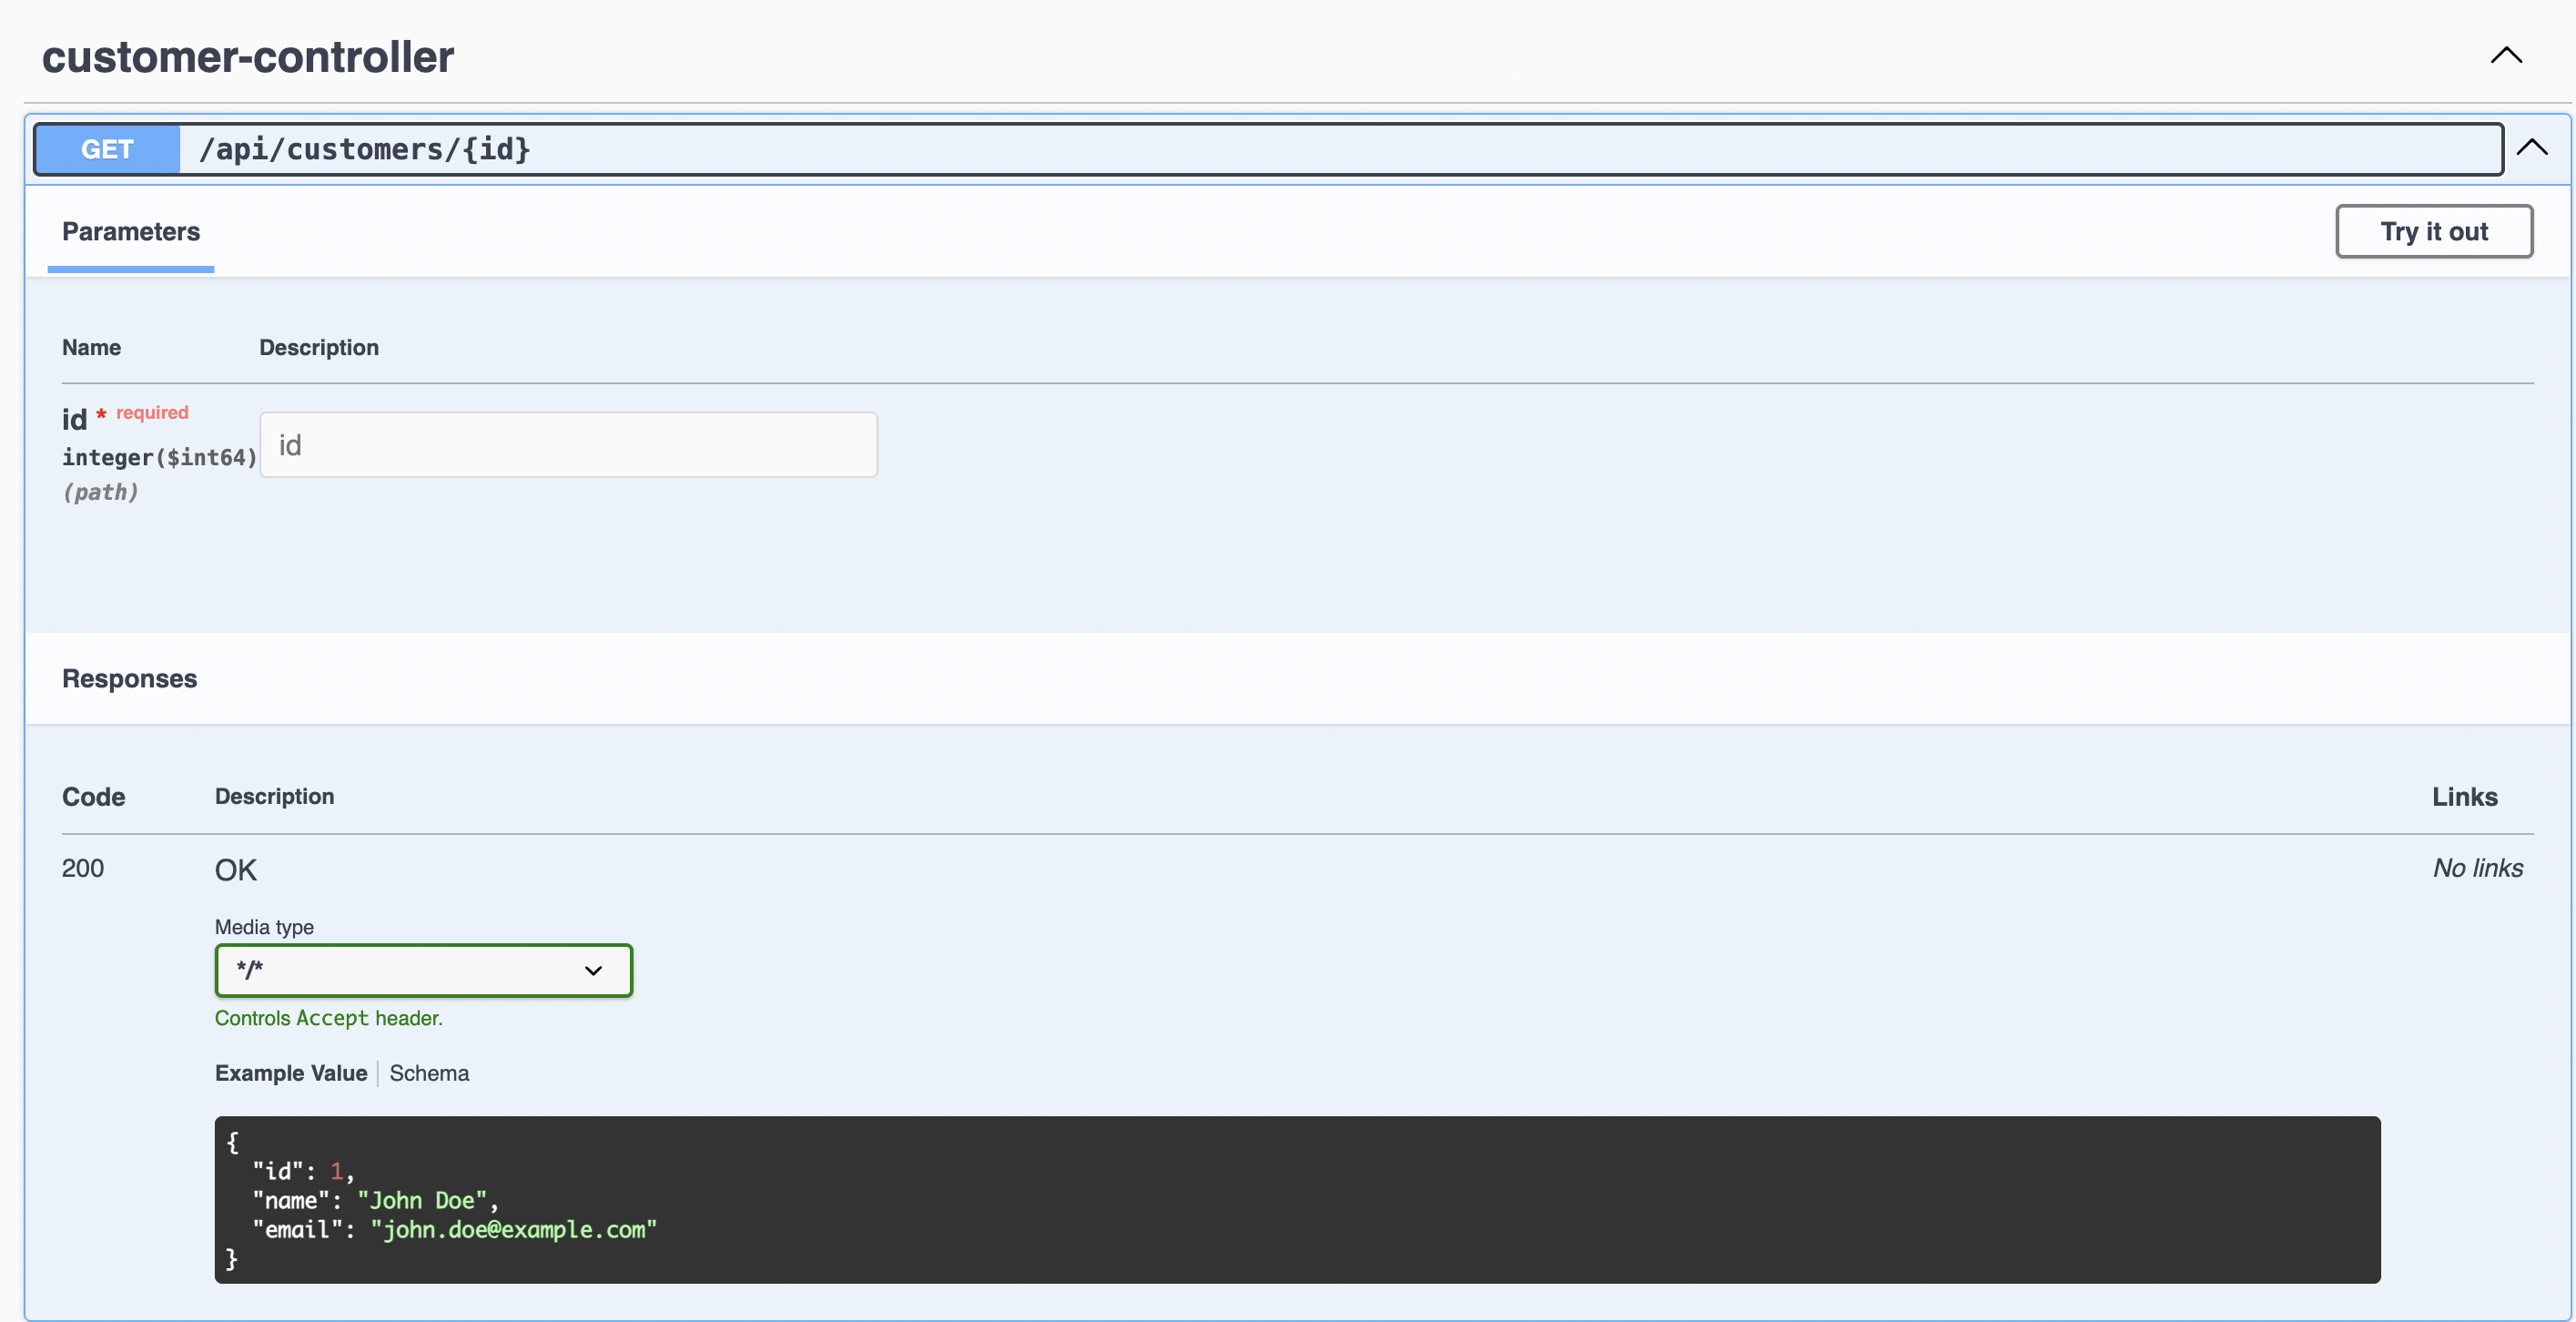 customer-controller
GET /api/customers/{id}
Parameters
Try it out
Name Description
id * required
integer($int64)
(path)
id
Responses
Code Description Links
200 OK No links
Media type
*/*
Controls Accept header.
Example Value Schema
{
  "id": 1,
  "name": "John Doe",
  "email": "john.doe@example.com"
}